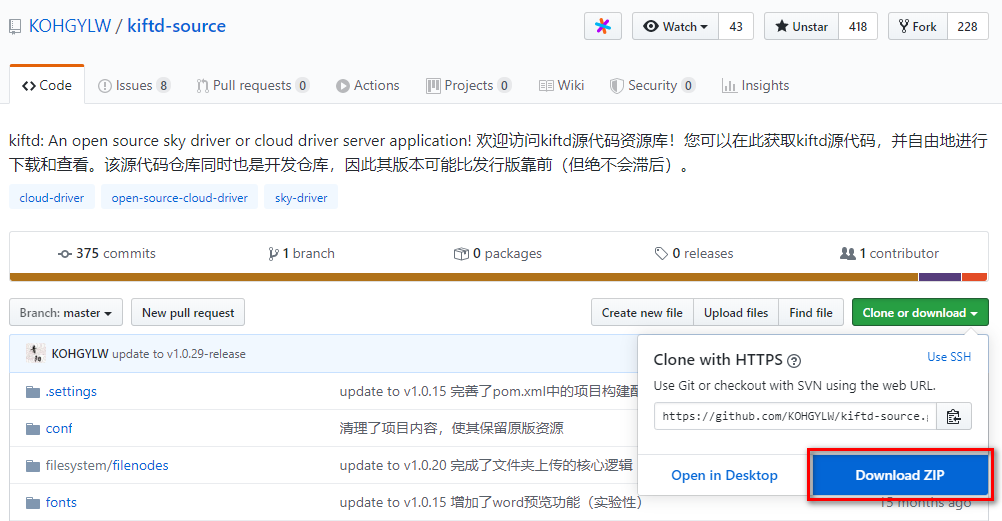 KOHGYLW / kiftd-source
Watch 43 Unstar 418 Fork 228
Code Issues 8 Pull requests 0 Actions Projects 0 Wiki Security 0 Insights
kiftd: An open source sky driver or cloud driver server application! 欢迎访问kiftd源代码资源库！您可以在此获取kiftd源代码，并自由地进行
下载和查看。该源代码仓库同时也是开发仓库，因此其版本可能比发行版靠前（但绝不会滞后）。
cloud-driver open-source-cloud-driver sky-driver
375 commits 1 branch 0 packages 0 releases 1 contributor
Branch: master New pull request Create new file Upload files Find file Clone or download
KOHGYLW update to v1.0.29-release
Clone with HTTPS Use SSH
Use Git or checkout with SVN using the web URL.
https://github.com/KOHGYLW/kiftd-source.g
Open in Desktop Download ZIP
.settings update to v1.0.15 完善了pom.xml中的项目构建
conf 清理了项目内容，使其保留原版资源
filesystem/filenodes update to v1.0.20 完成了文件夹上传的核心逻辑
fonts update to v1.0.15 增加了word预览功能（实验性） 15 months ago